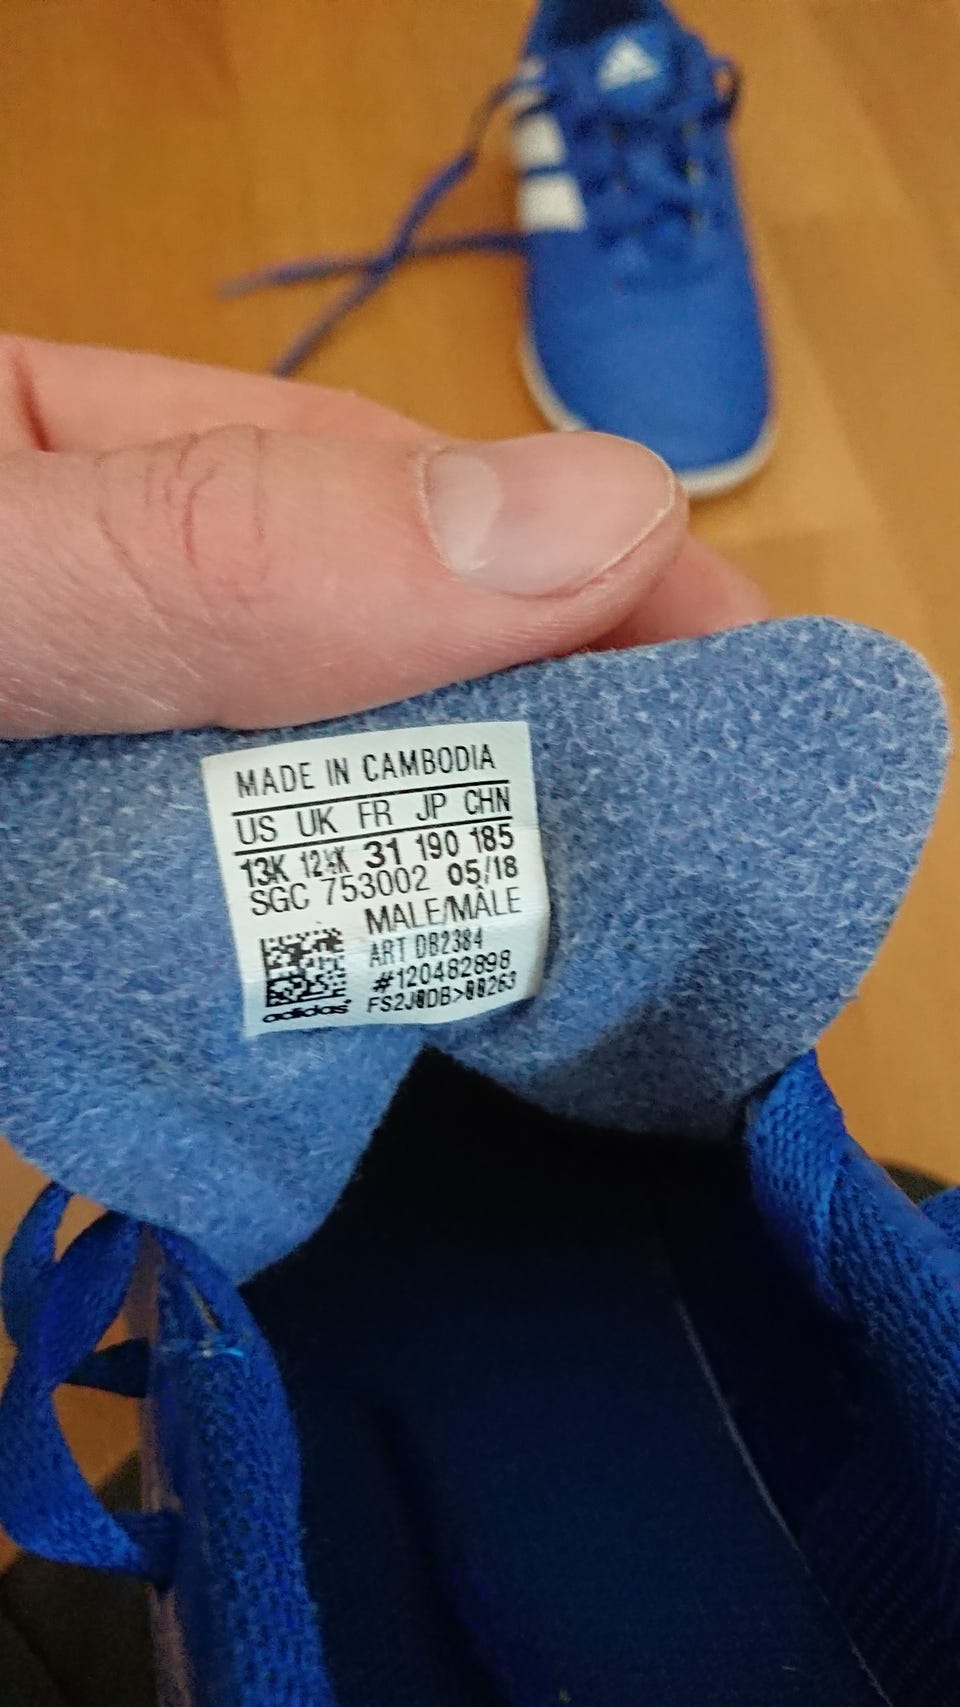 MADE IN CAMBODIA
US UK FR JP CHN
13K 12½K 31 190 185
SGC 753002 05/18
MALE/MÂLE
ART DB2384
#120482898
adidas